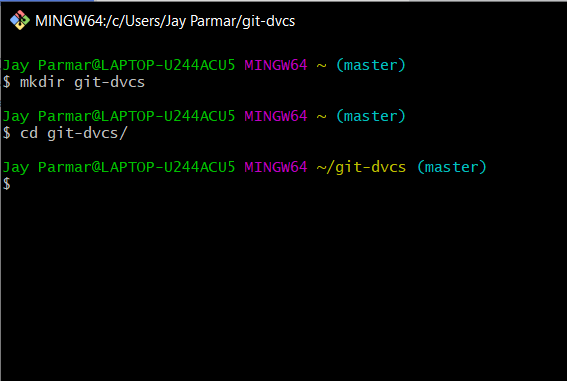 MINGW64:/c/Users/Jay Parmar/git-dvcs
Jay Parmar@LAPTOP-U244ACU5 MINGW64 ~ (master)
$ mkdir git-dvcs
Jay Parmar@LAPTOP-U244ACU5 MINGW64 ~ (master)
$ cd git-dvcs/
Jay Parmar@LAPTOP-U244ACU5 MINGW64 ~/git-dvcs (master)
$